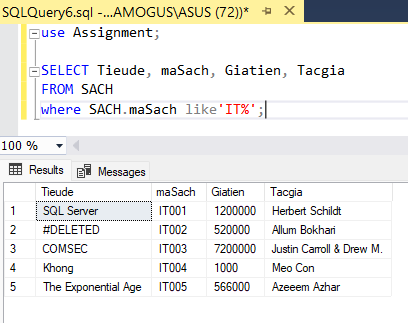 SQLQuery6.sql -...AMOGUS\ASUS (72))*
use Assignment;
SELECT Tieude, maSach, Giatien, Tacgia
FROM SACH
where SACH.maSach like'IT%';
100 %
Results Messages
Tieude maSach Giatien Tacgia
1 SQL Server IT001 1200000 Herbert Schildt
2 #DELETED IT002 520000 Allum Bokhari
3 COMSEC IT003 7200000 Justin Carroll & Drew M.
4 Khong IT004 1000 Meo Con
5 The Exponential Age IT005 566000 Azeeem Azhar